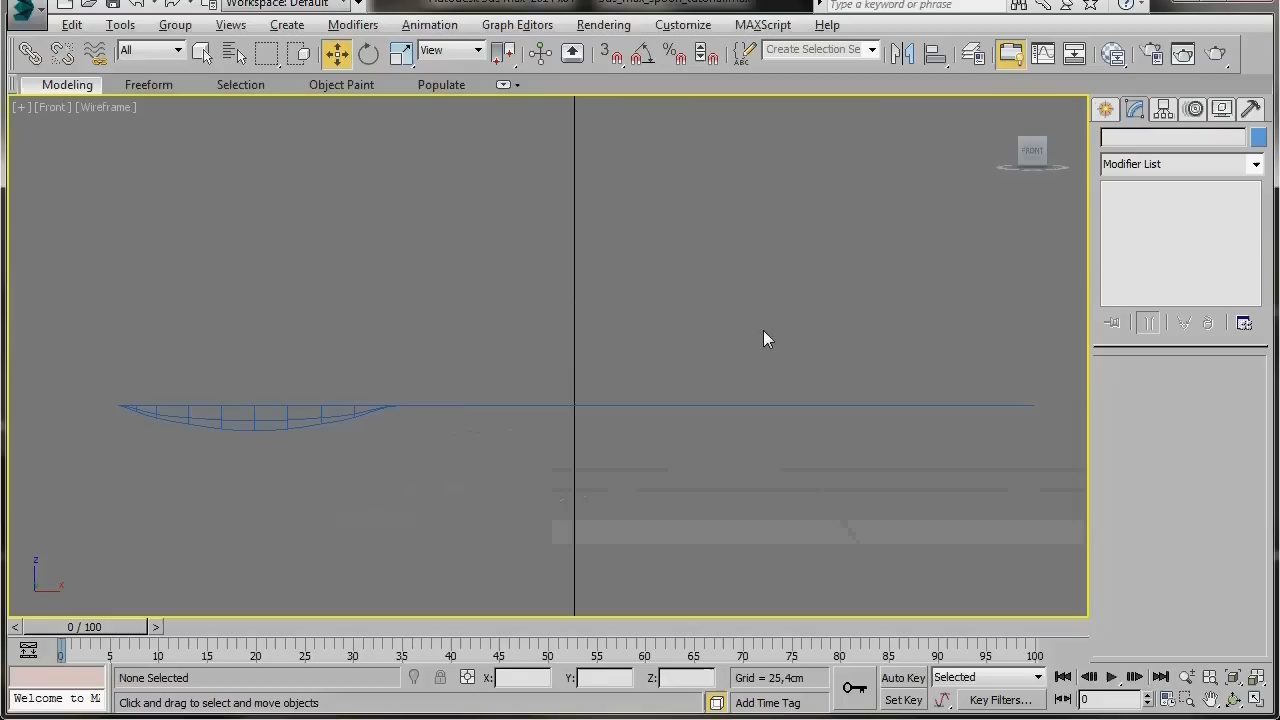 Workspace: Default
Type a keyword or phrase
Edit Tools Group Views Create Modifiers Animation Graph Editors Rendering Customize MAXScript Help
All View 3 % ABC Create Selection Se
Modeling Freeform Selection Object Paint Populate
[+] [Front] [Wireframe]
FRONT
Modifier List
z
x
< 0 / 100 >
0 5 10 15 20 25 30 35 40 45 50 55 60 65 70 75 80 85 90 95 100
None Selected X: Y: Z: Grid = 25,4cm Auto Key Selected
Welcome to M
Click and drag to select and move objects Add Time Tag Set Key Key Filters... 0